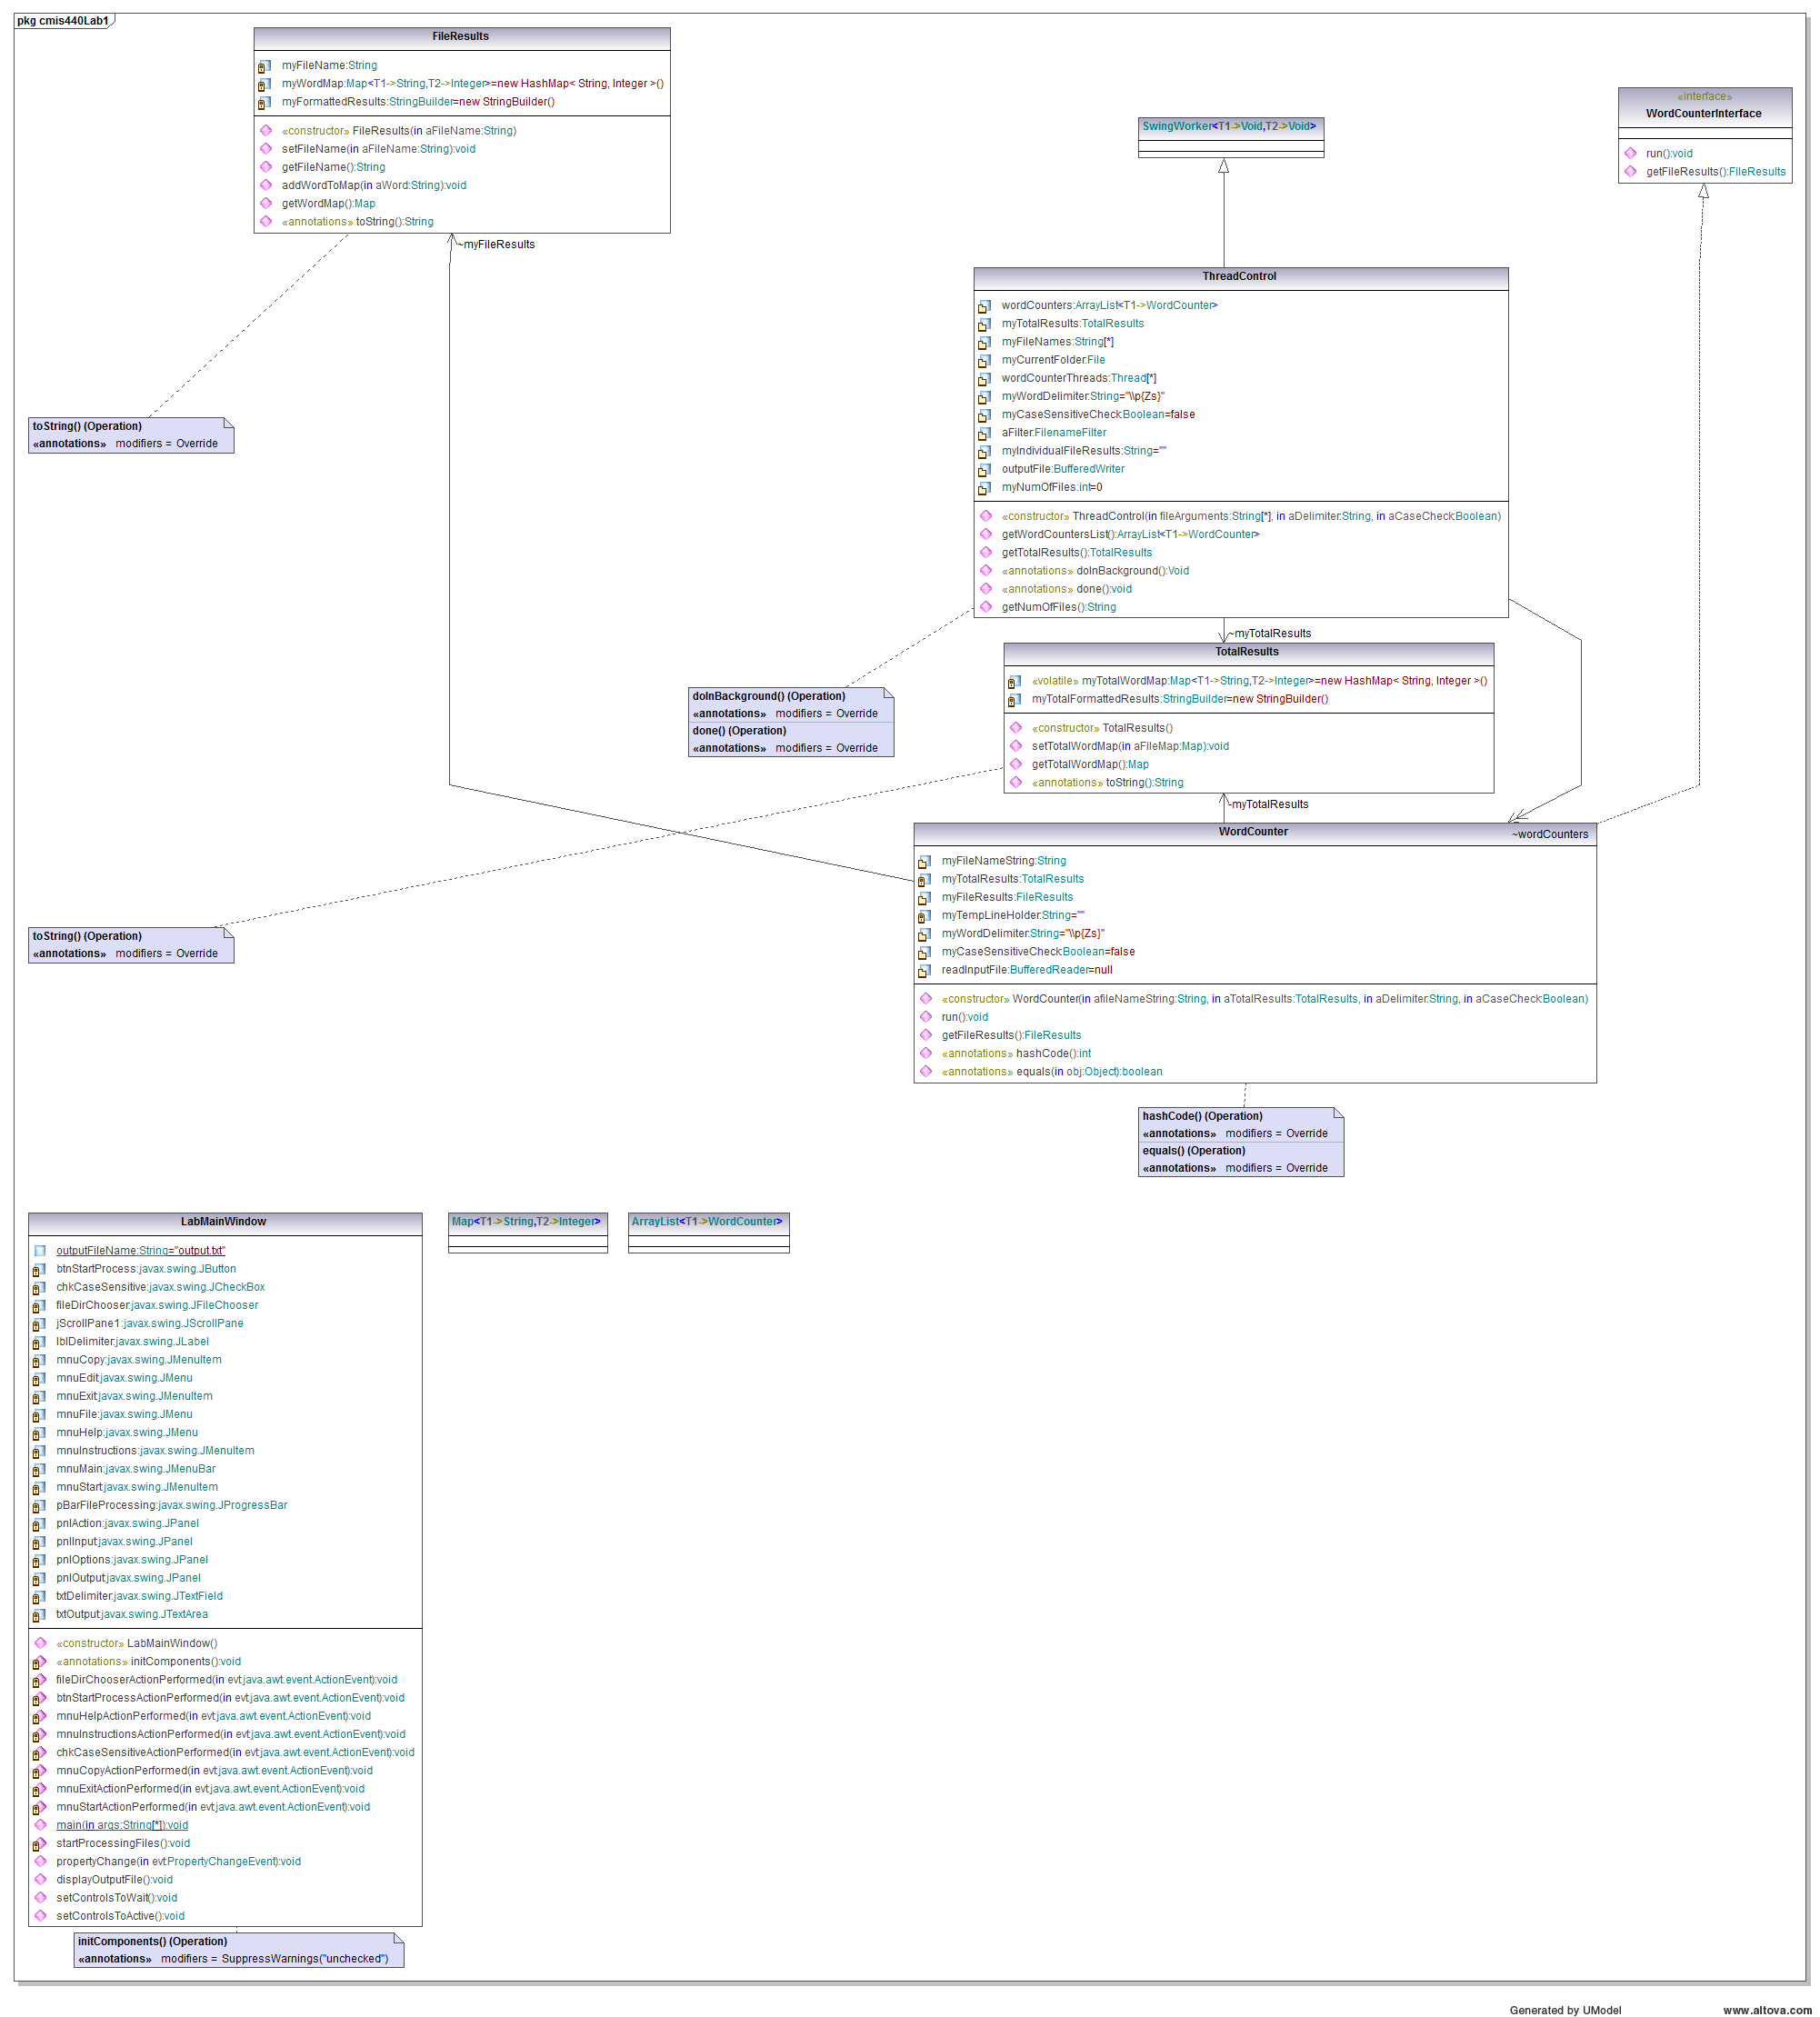 pkg cmis440Lab1
FileResults
myFileName:String
myWordMap:Map<T1->String,T2->Integer>=new HashMap< String, Integer >()
myFormattedResults:StringBuilder=new StringBuilder()
«constructor» FileResults(in aFileName:String)
setFileName(in aFileName:String):void
getFileName():String
addWordToMap(in aWord:String):void
getWordMap():Map
«annotations» toString():String
~myFileResults
«interface»
WordCounterInterface
run():void
getFileResults():FileResults
SwingWorker<T1->Void,T2->Void>
ThreadControl
wordCounters:ArrayList<T1->WordCounter>
myTotalResults:TotalResults
myFileNames:String[*]
myCurrentFolder:File
wordCounterThreads:Thread[*]
myWordDelimiter:String="\\p{Zs}"
myCaseSensitiveCheck:Boolean=false
aFilter:FilenameFilter
myIndividualFileResults:String=""
outputFile:BufferedWriter
myNumOfFiles:int=0
«constructor» ThreadControl(in fileArguments:String[*], in aDelimiter:String, in aCaseCheck:Boolean)
getWordCountersList():ArrayList<T1->WordCounter>
getTotalResults():TotalResults
«annotations» doInBackground():Void
«annotations» done():void
getNumOfFiles():String
toString() (Operation)
«annotations» modifiers = Override
~myTotalResults
TotalResults
«volatile» myTotalWordMap:Map<T1->String,T2->Integer>=new HashMap< String, Integer >()
myTotalFormattedResults:StringBuilder=new StringBuilder()
«constructor» TotalResults()
setTotalWordMap(in aFileMap:Map):void
getTotalWordMap():Map
«annotations» toString():String
doInBackground() (Operation)
«annotations» modifiers = Override
done() (Operation)
«annotations» modifiers = Override
~myTotalResults
WordCounter
~wordCounters
myFileNameString:String
myTotalResults:TotalResults
myFileResults:FileResults
myTempLineHolder:String=""
myWordDelimiter:String="\\p{Zs}"
myCaseSensitiveCheck:Boolean=false
readInputFile:BufferedReader=null
«constructor» WordCounter(in afileNameString:String, in aTotalResults:TotalResults, in aDelimiter:String, in aCaseCheck:Boolean)
run():void
getFileResults():FileResults
«annotations» hashCode():int
«annotations» equals(in obj:Object):boolean
toString() (Operation)
«annotations» modifiers = Override
hashCode() (Operation)
«annotations» modifiers = Override
equals() (Operation)
«annotations» modifiers = Override
LabMainWindow
outputFileName:String="output.txt"
btnStartProcess:javax.swing.JButton
chkCaseSensitive:javax.swing.JCheckBox
fileDirChooser:javax.swing.JFileChooser
jScrollPane1:javax.swing.JScrollPane
lblDelimiter:javax.swing.JLabel
mnuCopy:javax.swing.JMenuItem
mnuEdit:javax.swing.JMenu
mnuExit:javax.swing.JMenuItem
mnuFile:javax.swing.JMenu
mnuHelp:javax.swing.JMenu
mnuInstructions:javax.swing.JMenuItem
mnuMain:javax.swing.JMenuBar
mnuStart:javax.swing.JMenuItem
pBarFileProcessing:javax.swing.JProgressBar
pnlAction:javax.swing.JPanel
pnlInput:javax.swing.JPanel
pnlOptions:javax.swing.JPanel
pnlOutput:javax.swing.JPanel
txtDelimiter:javax.swing.JTextField
txtOutput:javax.swing.JTextArea
«constructor» LabMainWindow()
«annotations» initComponents():void
fileDirChooserActionPerformed(in evt:java.awt.event.ActionEvent):void
btnStartProcessActionPerformed(in evt:java.awt.event.ActionEvent):void
mnuHelpActionPerformed(in evt:java.awt.event.ActionEvent):void
mnuInstructionsActionPerformed(in evt:java.awt.event.ActionEvent):void
chkCaseSensitiveActionPerformed(in evt:java.awt.event.ActionEvent):void
mnuCopyActionPerformed(in evt:java.awt.event.ActionEvent):void
mnuExitActionPerformed(in evt:java.awt.event.ActionEvent):void
mnuStartActionPerformed(in evt:java.awt.event.ActionEvent):void
main(in args:String[*]):void
startProcessingFiles():void
propertyChange(in evt:PropertyChangeEvent):void
displayOutputFile():void
setControlsToWait():void
setControlsToActive():void
Map<T1->String,T2->Integer>
ArrayList<T1->WordCounter>
initComponents() (Operation)
«annotations» modifiers = SuppressWarnings("unchecked")
Generated by UModel
www.altova.com